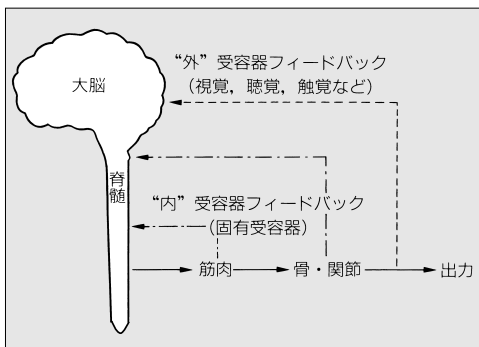 大脳
“外”受容器フィードバック
（視覚，聴覚，触覚など）
脊髄
“内”受容器フィードバック
（固有受容器）
筋肉
骨・関節
出力